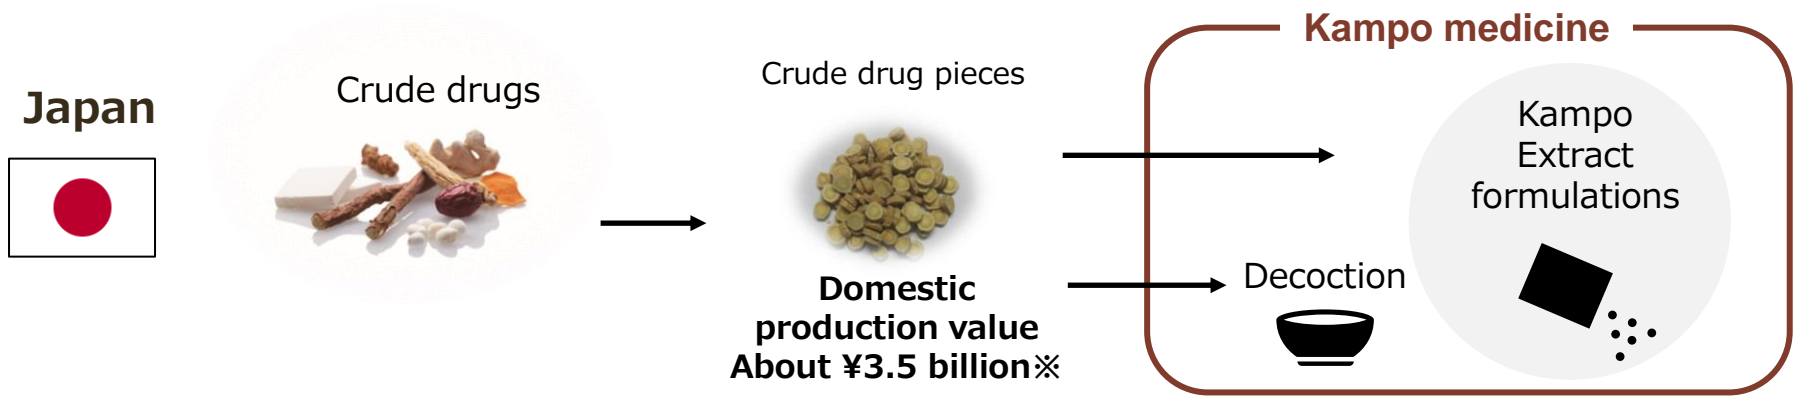 Japan
Crude drugs
Crude drug pieces
Domestic
production value
About ¥3.5 billion※
Kampo medicine
Kampo
Extract
formulations
Decoction